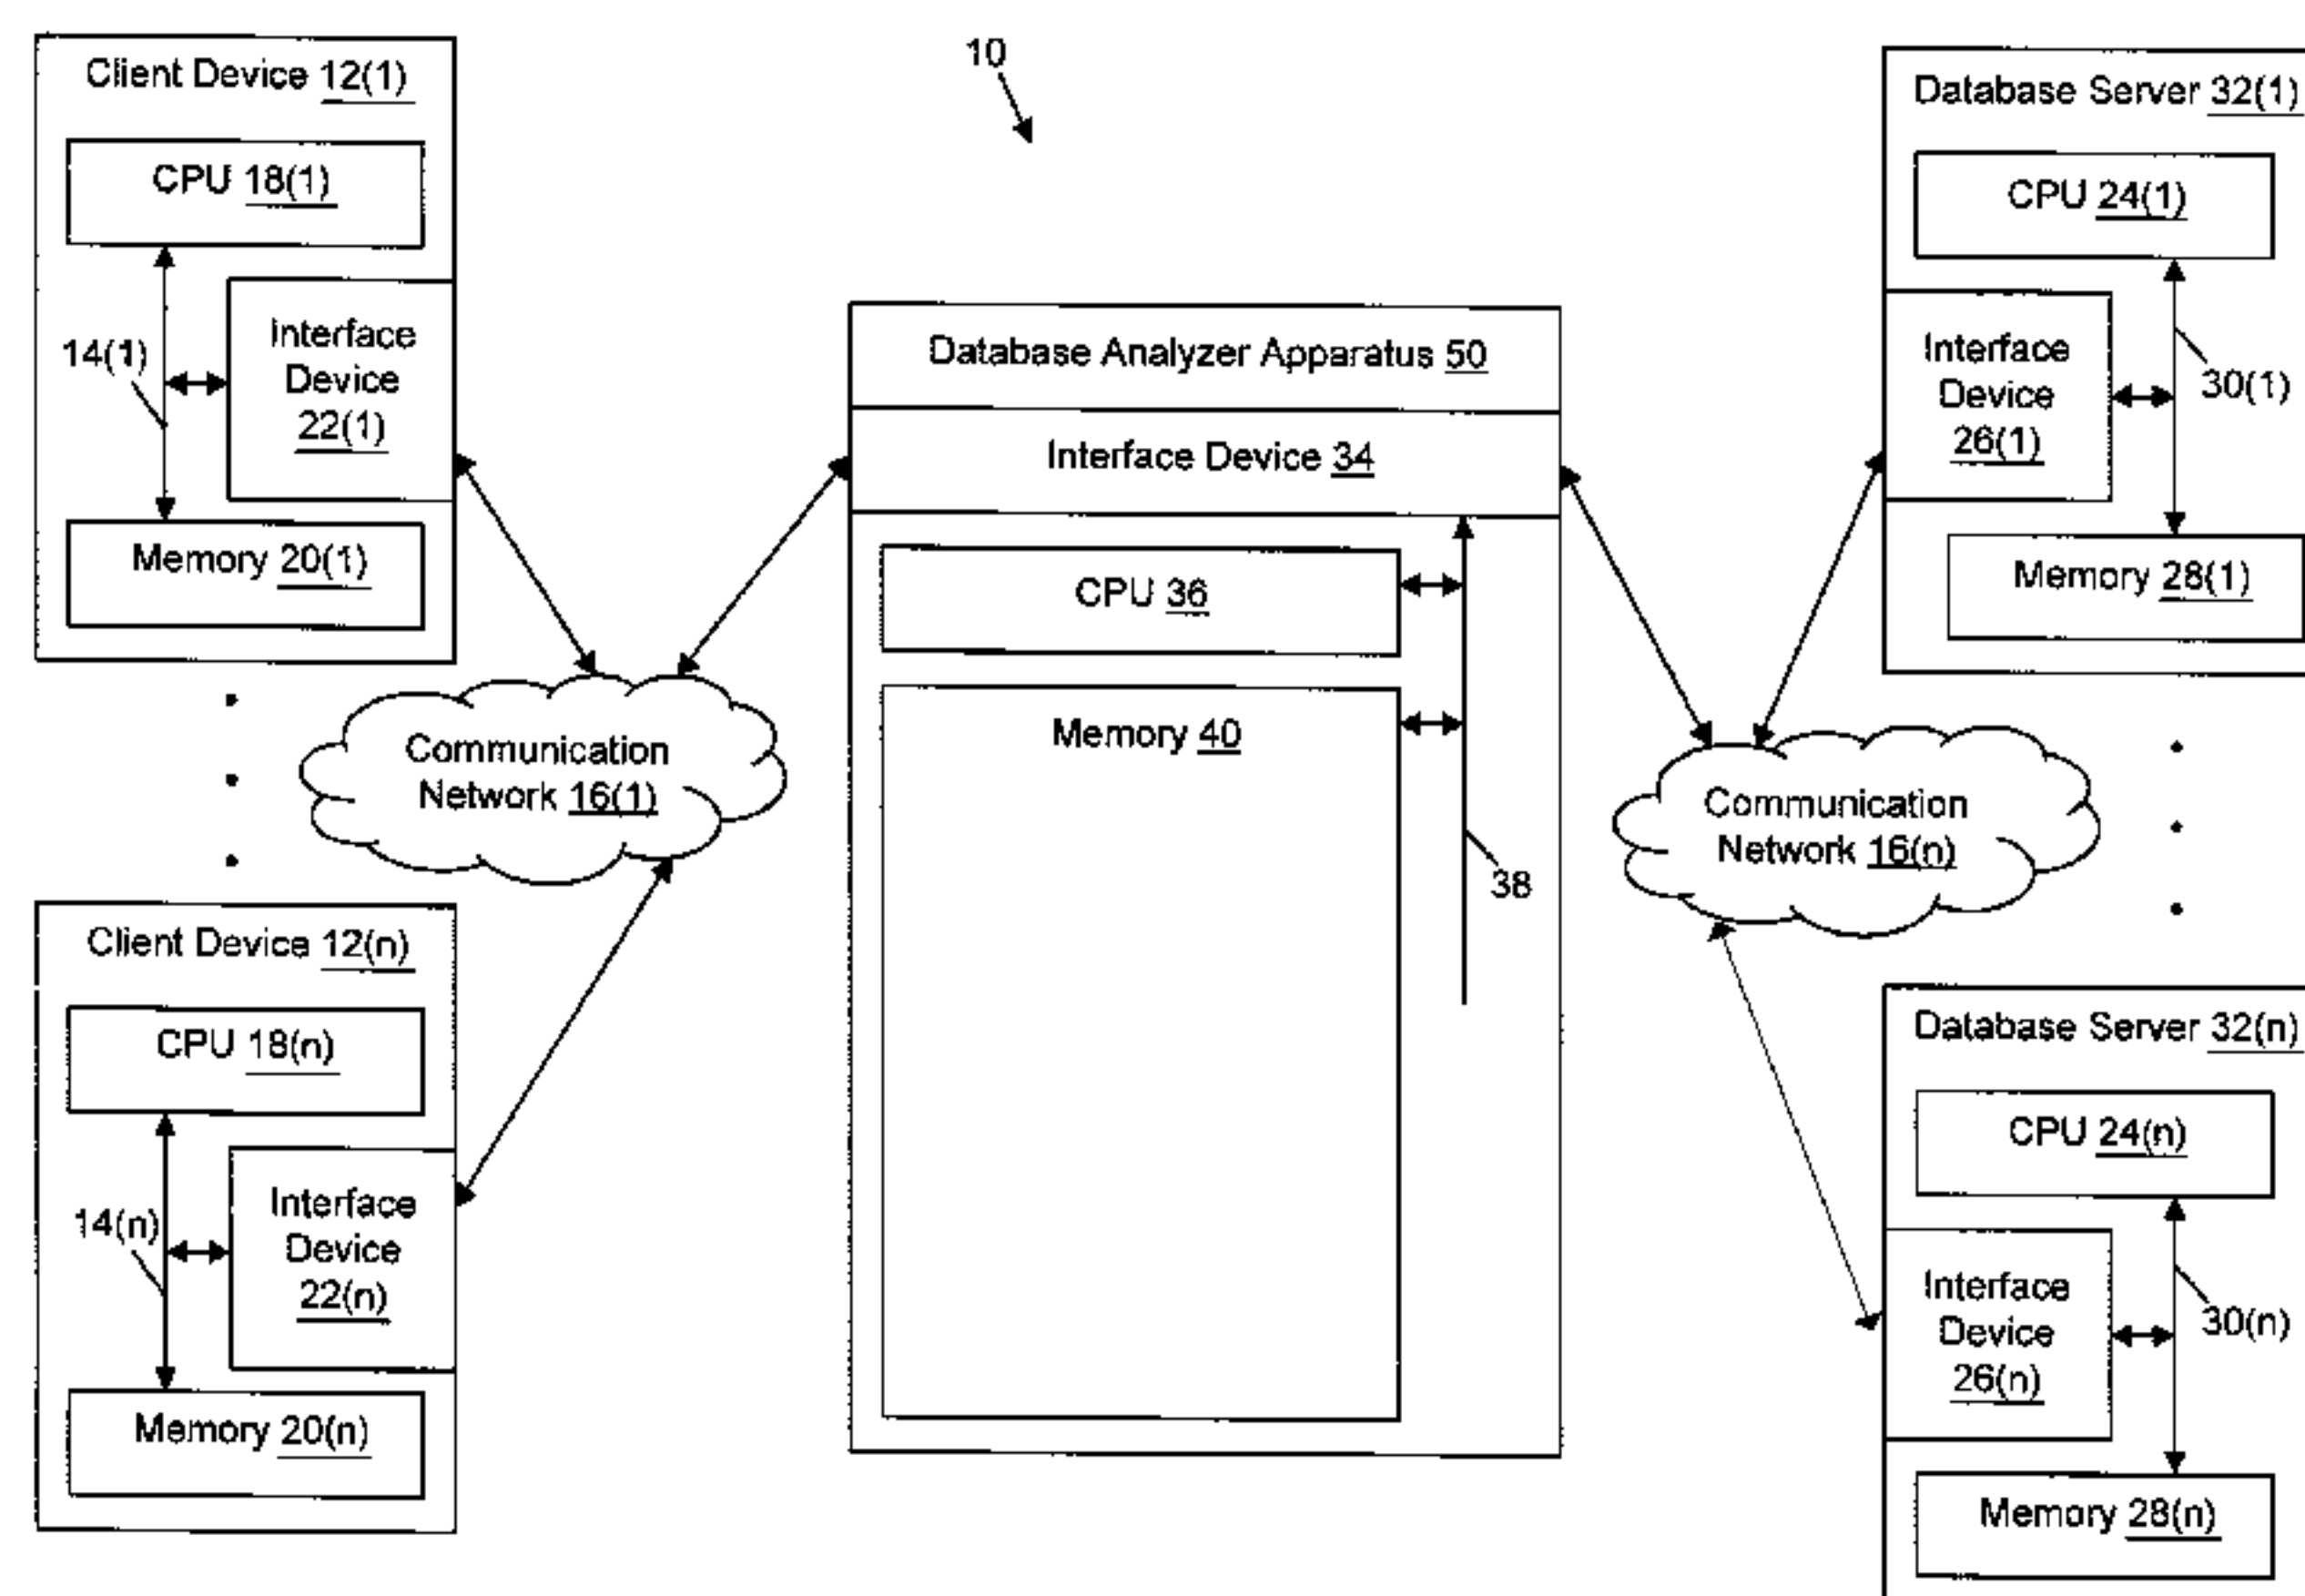 10
Client Device 12(1)
CPU 18(1)
14(1)
Interface
Device
22(1)
Memory 20(1)
Communication
Network 16(1)
Client Device 12(n)
CPU 18(n)
14(n)
Interface
Device
22(n)
Memory 20(n)
Database Analyzer Apparatus 50
Interface Device 34
CPU 36
Memory 40
38
Communication
Network 16(n)
Database Server 32(1)
CPU 24(1)
Interface
Device
26(1)
30(1)
Memory 28(1)
Database Server 32(n)
CPU 24(n)
Interface
Device
26(n)
30(n)
Memory 28(n)